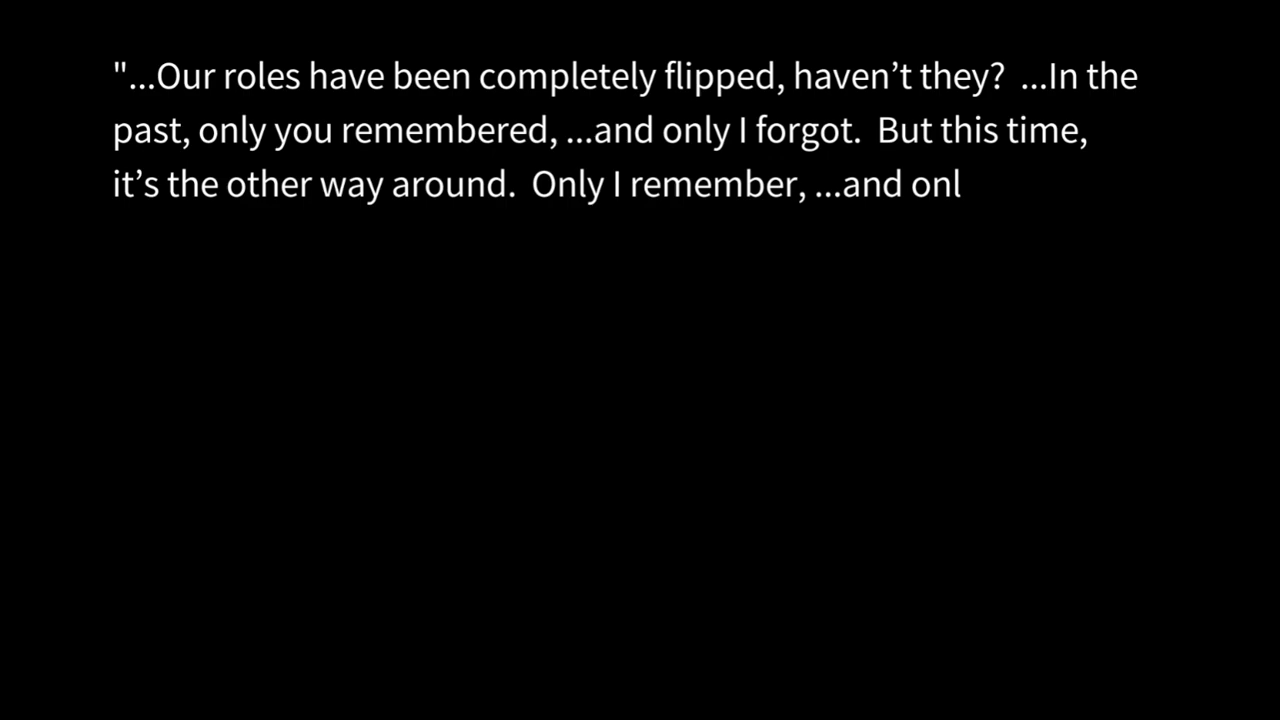 "...Our roles have been completely flipped, haven’t they?  ...In the
past, only you remembered, ...and only I forgot.  But this time,
it’s the other way around.  Only I remember, ...and onl